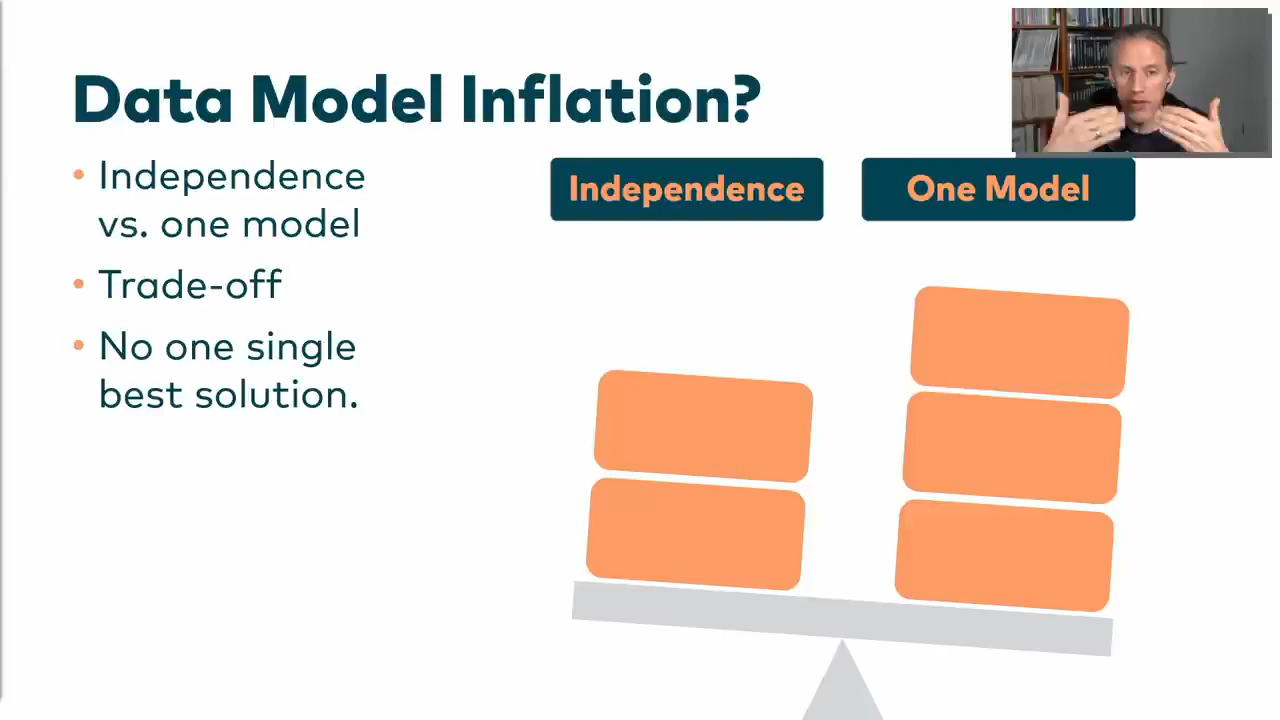 Data Model Inflation?
• Independence
vs. one model
• Trade-off
• No one single
best solution.
Independence
One Model